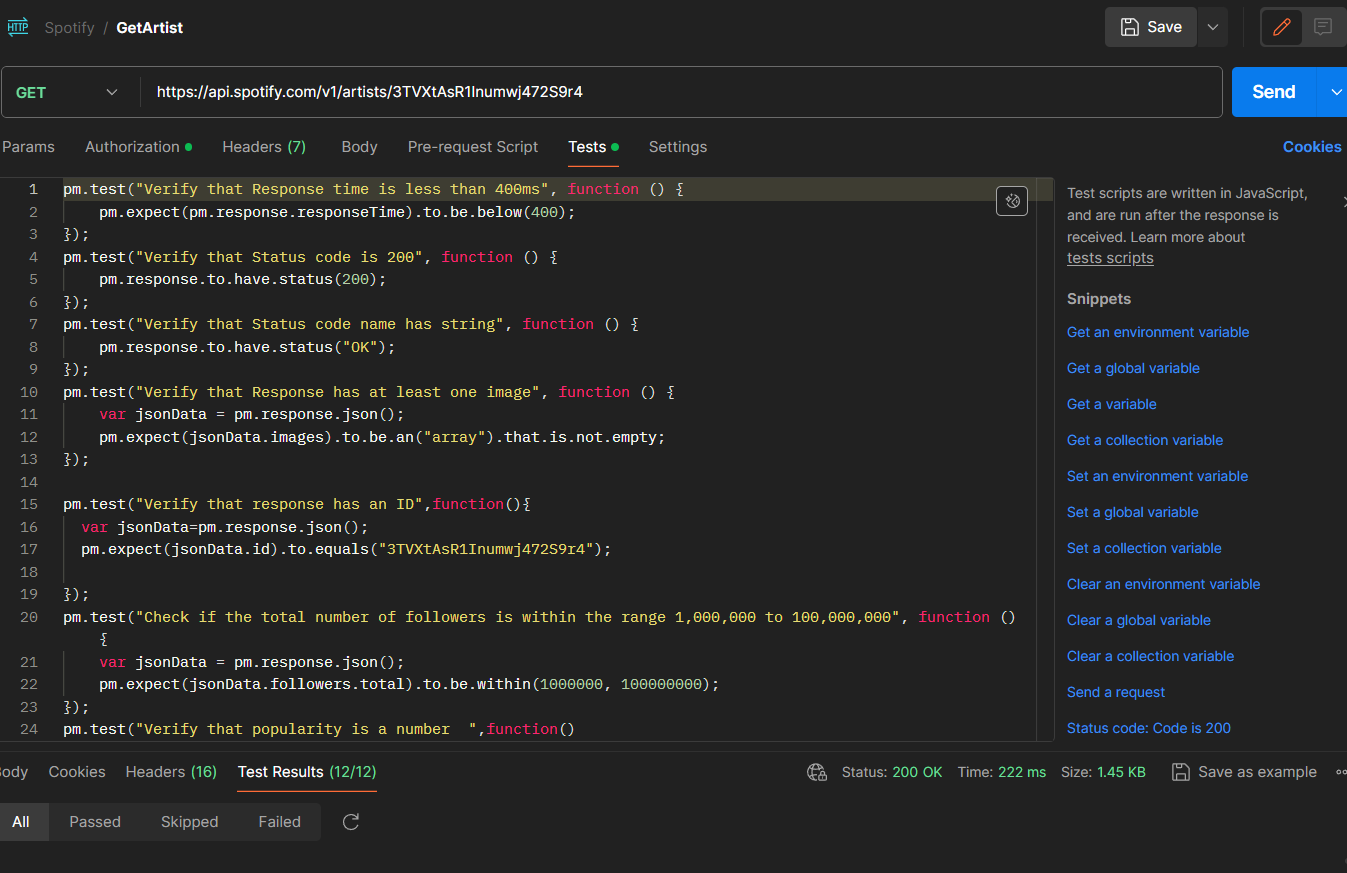 HTTP Spotify / GetArtist Save
GET https://api.spotify.com/v1/artists/3TVXtAsR1Inumwj472S9r4 Send
Params Authorization Headers (7) Body Pre-request Script Tests Settings Cookies
1 pm.test("Verify that Response time is less than 400ms", function () {
2 pm.expect(pm.response.responseTime).to.be.below(400);
3 });
4 pm.test("Verify that Status code is 200", function () {
5 pm.response.to.have.status(200);
6 });
7 pm.test("Verify that Status code name has string", function () {
8 pm.response.to.have.status("OK");
9 });
10 pm.test("Verify that Response has at least one image", function () {
11 var jsonData = pm.response.json();
12 pm.expect(jsonData.images).to.be.an("array").that.is.not.empty;
13 });
14
15 pm.test("Verify that response has an ID",function(){
16 var jsonData=pm.response.json();
17 pm.expect(jsonData.id).to.equals("3TVXtAsR1Inumwj472S9r4");
18
19 });
20 pm.test("Check if the total number of followers is within the range 1,000,000 to 100,000,000", function ()
{
21 var jsonData = pm.response.json();
22 pm.expect(jsonData.followers.total).to.be.within(1000000, 100000000);
23 });
24 pm.test("Verify that popularity is a number  ",function()
Test scripts are written in JavaScript,
and are run after the response is
received. Learn more about
tests scripts
Snippets
Get an environment variable
Get a global variable
Get a variable
Get a collection variable
Set an environment variable
Set a global variable
Set a collection variable
Clear an environment variable
Clear a global variable
Clear a collection variable
Send a request
Status code: Code is 200
Body Cookies Headers (16) Test Results (12/12) Status: 200 OK Time: 222 ms Size: 1.45 KB Save as example
All Passed Skipped Failed